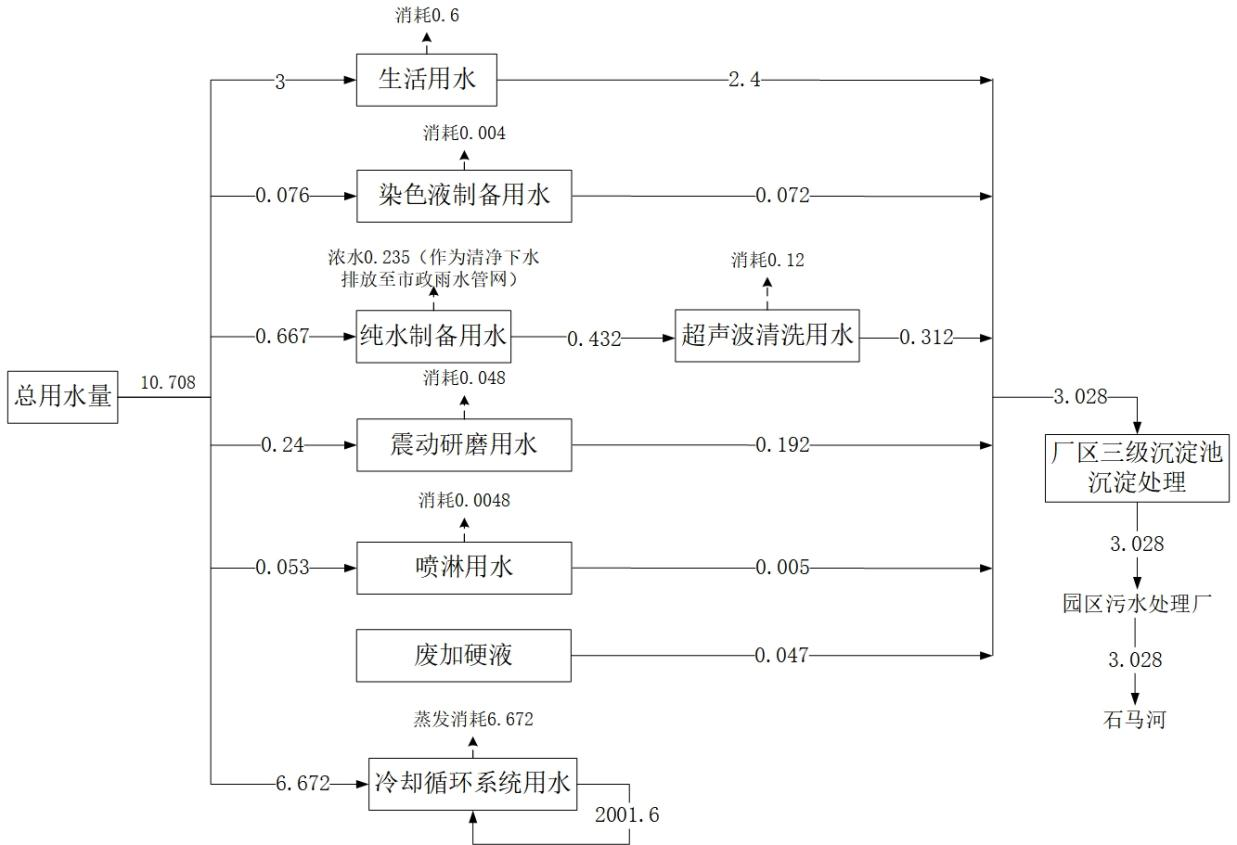 消耗0.6
3
生活用水
2.4
消耗0.004
0.076
染色液制备用水
0.072
浓水0.235（作为清净下水
排放至市政雨水管网）
消耗0.12
0.667
纯水制备用水
0.432
超声波清洗用水
0.312
总用水量
10.708
消耗0.048
0.24
震动研磨用水
0.192
3.028
厂区三级沉淀池
沉淀处理
消耗0.0048
0.053
喷淋用水
0.005
3.028
园区污水处理厂
废加硬液
0.047
3.028
石马河
蒸发消耗6.672
6.672
冷却循环系统用水
2001.6